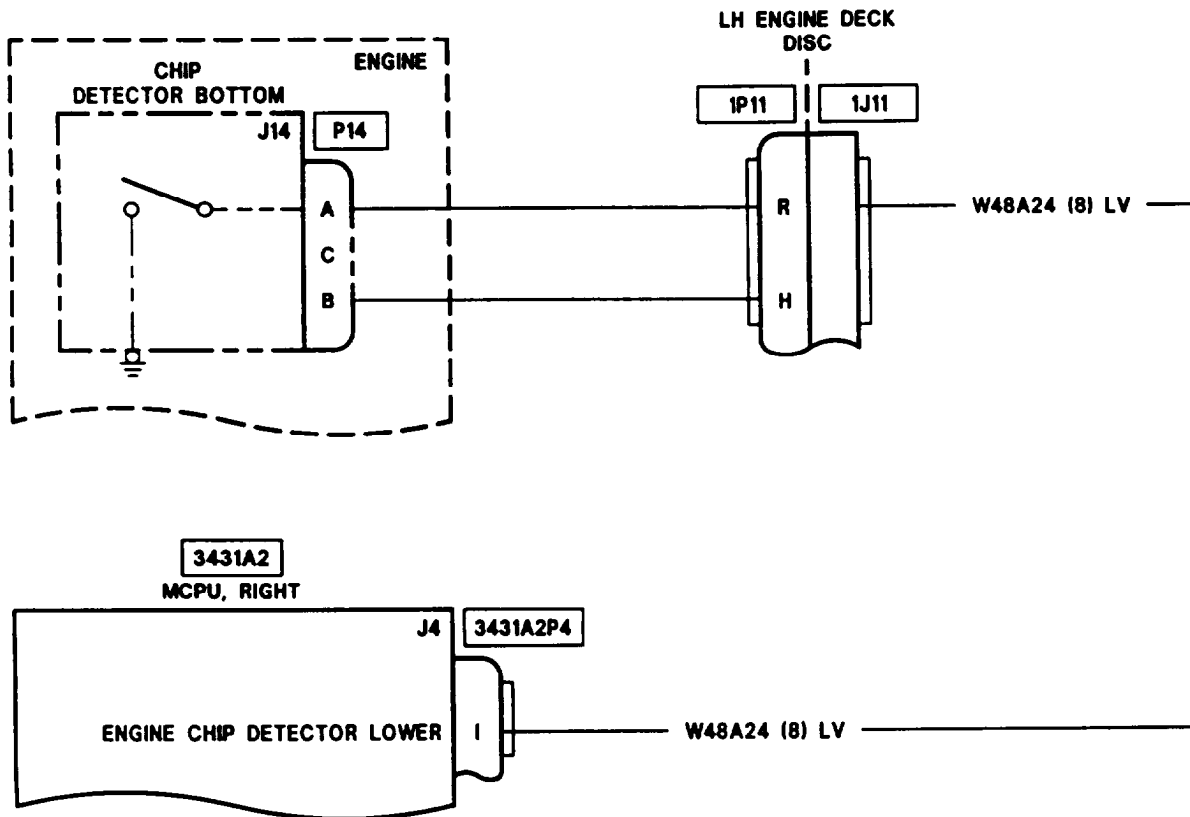 LH ENGINE DECK
DISC
ENGINE
CHIP
DETECTOR BOTTOM
1P11
1J11
J14
P14
A
R
W48A24 (8) LV
C
B
H
3431A2
MCPU, RIGHT
J4
3431A2P4
ENGINE CHIP DETECTOR LOWER
I
W48A24 (8) LV